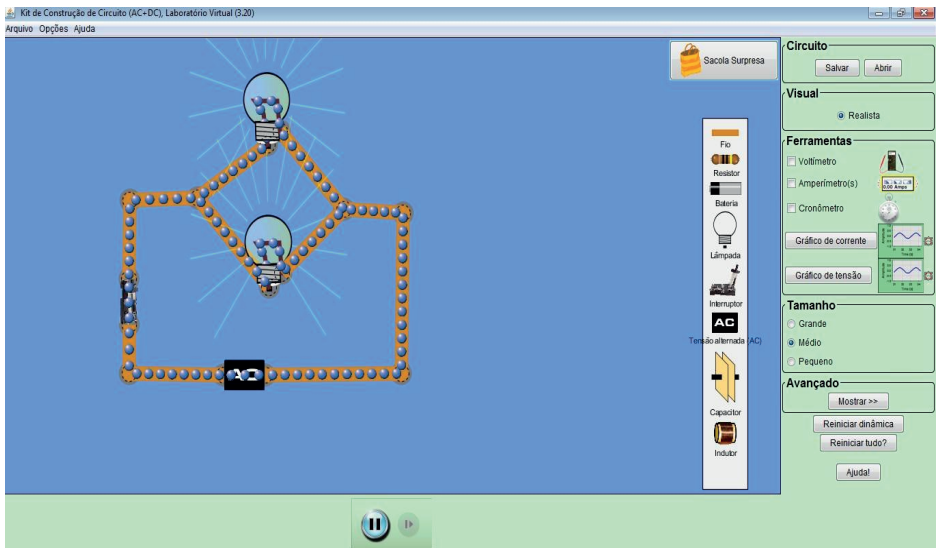 Kit de Construção de Circuito (AC+DC), Laboratório Virtual (3.20)
Arquivo Opções Ajuda
Sacola Surpresa
Fio
Resistor
Bateria
Lâmpada
Interruptor
AC
Tensão alternada (AC)
Capacitor
Indutor
AC
Circuito
Salvar Abrir
Visual
Realista
Ferramentas
Voltímetro
Amperímetro(s)
0.00 Amps
Cronômetro
Gráfico de corrente
Gráfico de tensão
Tamanho
Grande
Médio
Pequeno
Avançado
Mostrar >>
Reiniciar dinâmica
Reiniciar tudo?
Ajuda!